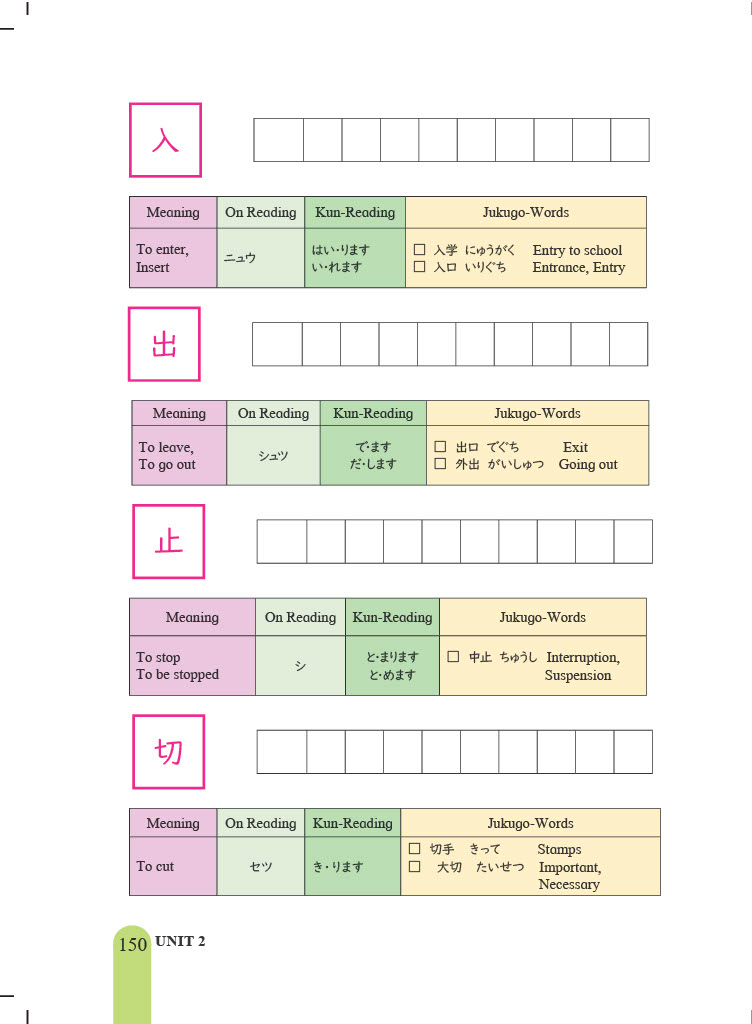 入
Meaning On Reading Kun-Reading Jukugo-Words
To enter, Insert ニュウ はい・ります い・れます
□ 入学 にゅうがく Entry to school
□ 入口 いりぐち Entrance, Entry
出
Meaning On Reading Kun-Reading Jukugo-Words
To leave, To go out シュツ で・ます だ・します
□ 出口 でぐち Exit
□ 外出 がいしゅつ Going out
止
Meaning On Reading Kun-Reading Jukugo-Words
To stop To be stopped シ と・まります と・めます
□ 中止 ちゅうし Interruption, Suspension
切
Meaning On Reading Kun-Reading Jukugo-Words
To cut セツ き・ります
□ 切手 きって Stamps
□ 大切 たいせつ Important, Necessary
150 UNIT 2